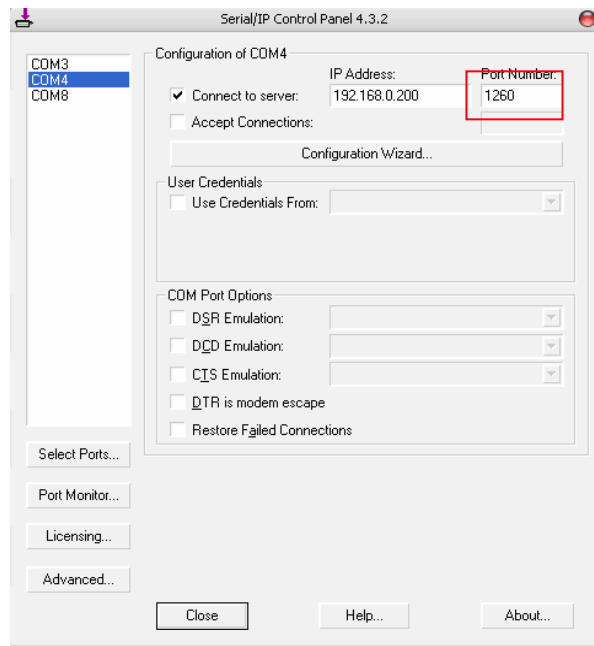 Serial/IP Control Panel 4.3.2
COM3
COM4
COM8
Configuration of COM4
IP Address: Port Number:
Connect to server: 192.168.0.200 1260
Accept Connections:
Configuration Wizard...
User Credentials
Use Credentials From:
COM Port Options
DSR Emulation:
DCD Emulation:
CTS Emulation:
DTR is modem escape
Restore Failed Connections
Select Ports...
Port Monitor...
Licensing...
Advanced...
Close Help... About...